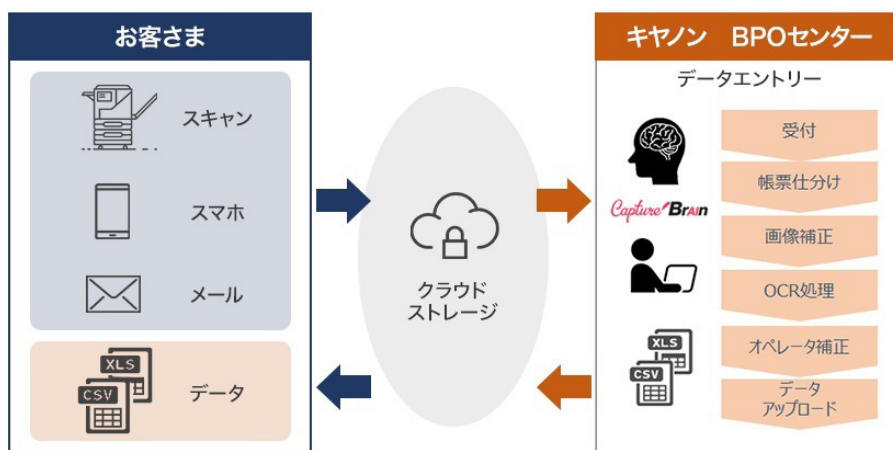 お客さま
スキャン
スマホ
メール
XLS
CSV
データ
クラウド
ストレージ
キヤノン　BPOセンター
データエントリー
Capture Brain
XLS
CSV
受付
帳票仕分け
画像補正
OCR処理
オペレータ補正
データ
アップロード